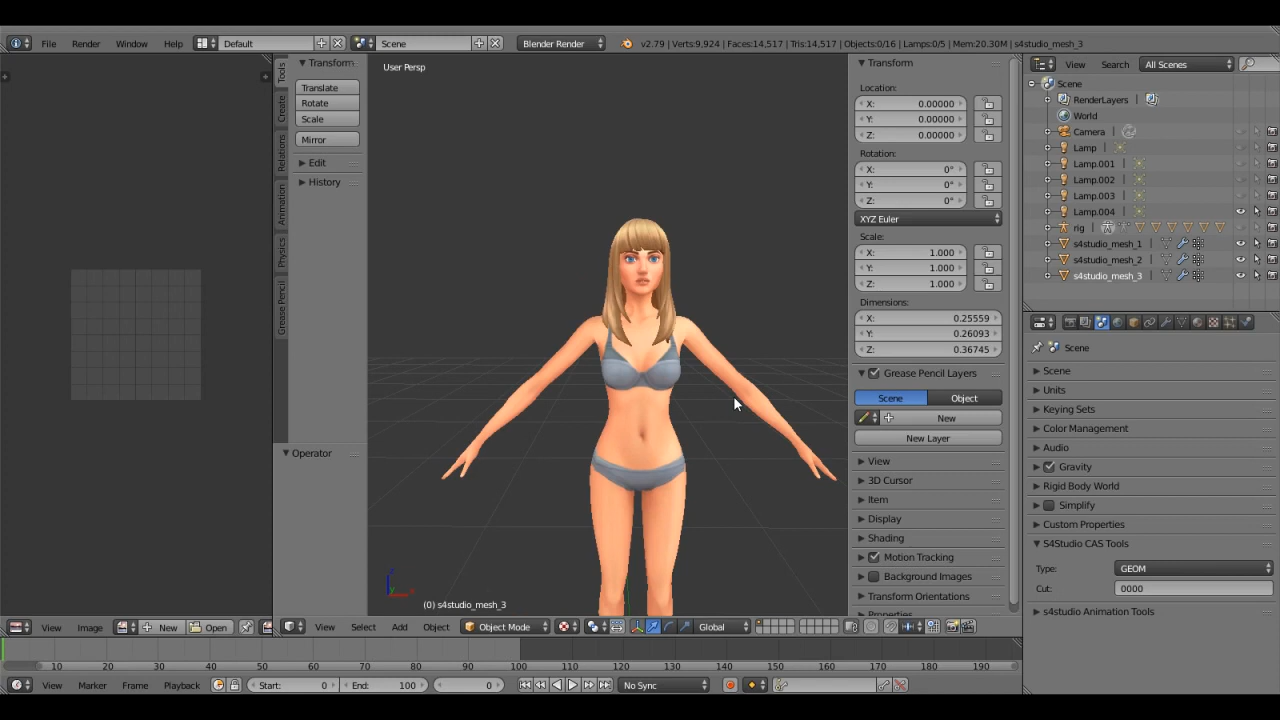 File Render Window Help Default Scene Blender Render v2.79 | Verts:9,924 | Faces:14,517 | Tris:14,517 | Objects:0/16 | Lamps:0/5 | Mem:20.30M | s4studio_mesh_3
Tools
Create
Relations
Animation
Physics
Grease Pencil
Transform
Translate
Rotate
Scale
Mirror
Edit
History
Operator
User Persp
(0) s4studio_mesh_3
Transform
Location:
X: 0.00000
Y: 0.00000
Z: 0.00000
Rotation:
X: 0°
Y: 0°
Z: 0°
XYZ Euler
Scale:
X: 1.000
Y: 1.000
Z: 1.000
Dimensions:
X: 0.25559
Y: 0.26093
Z: 0.36745
Grease Pencil Layers
Scene Object
New
New Layer
View
3D Cursor
Item
Display
Shading
Motion Tracking
Background Images
Transform Orientations
Properties
View Search All Scenes
Scene
RenderLayers
World
Camera
Lamp
Lamp.001
Lamp.002
Lamp.003
Lamp.004
rig
s4studio_mesh_1
s4studio_mesh_2
s4studio_mesh_3
Scene
Scene
Units
Keying Sets
Color Management
Audio
Gravity
Rigid Body World
Simplify
Custom Properties
S4Studio CAS Tools
Type: GEOM
Cut: 0000
s4studio Animation Tools
View Image New Open
View Select Add Object Object Mode Global
10 20 30 40 50 60 70 80 90 100 110 120 130 140 150 160 170 180 190
View Marker Frame Playback Start: 0 End: 100 0 No Sync